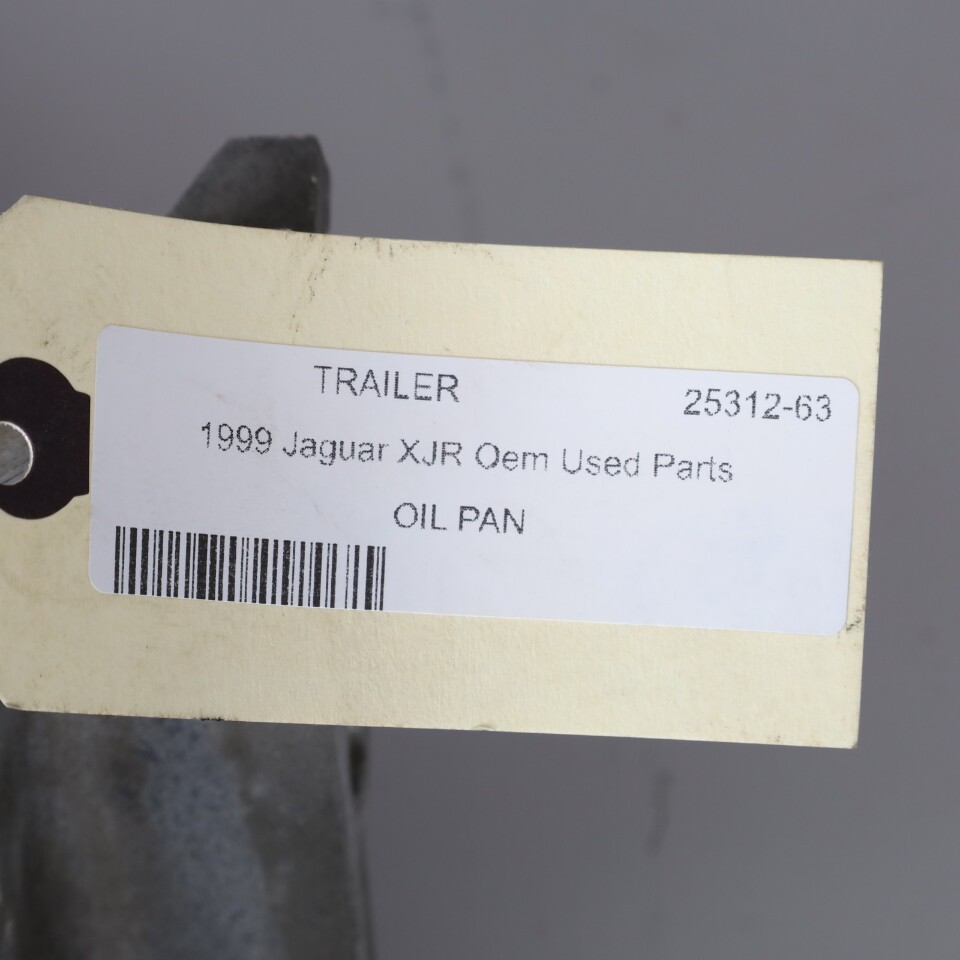 TRAILER 25312-63
1999 Jaguar XJR Oem Used Parts
OIL PAN